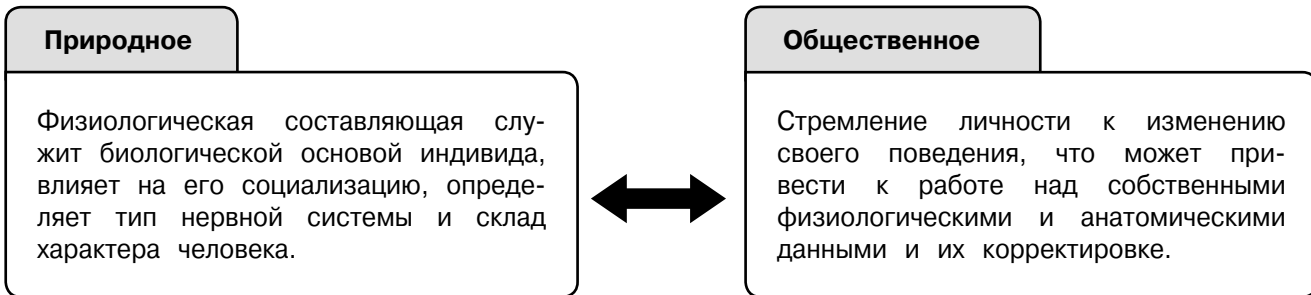 Природное
Физиологическая составляющая слу-
жит биологической основой индивида,
влияет на его социализацию, опреде-
ляет тип нервной системы и склад
характера человека.
Общественное
Стремление личности к изменению
своего поведения, что может при-
вести к работе над собственными
физиологическими и анатомическими
данными и их корректировке.